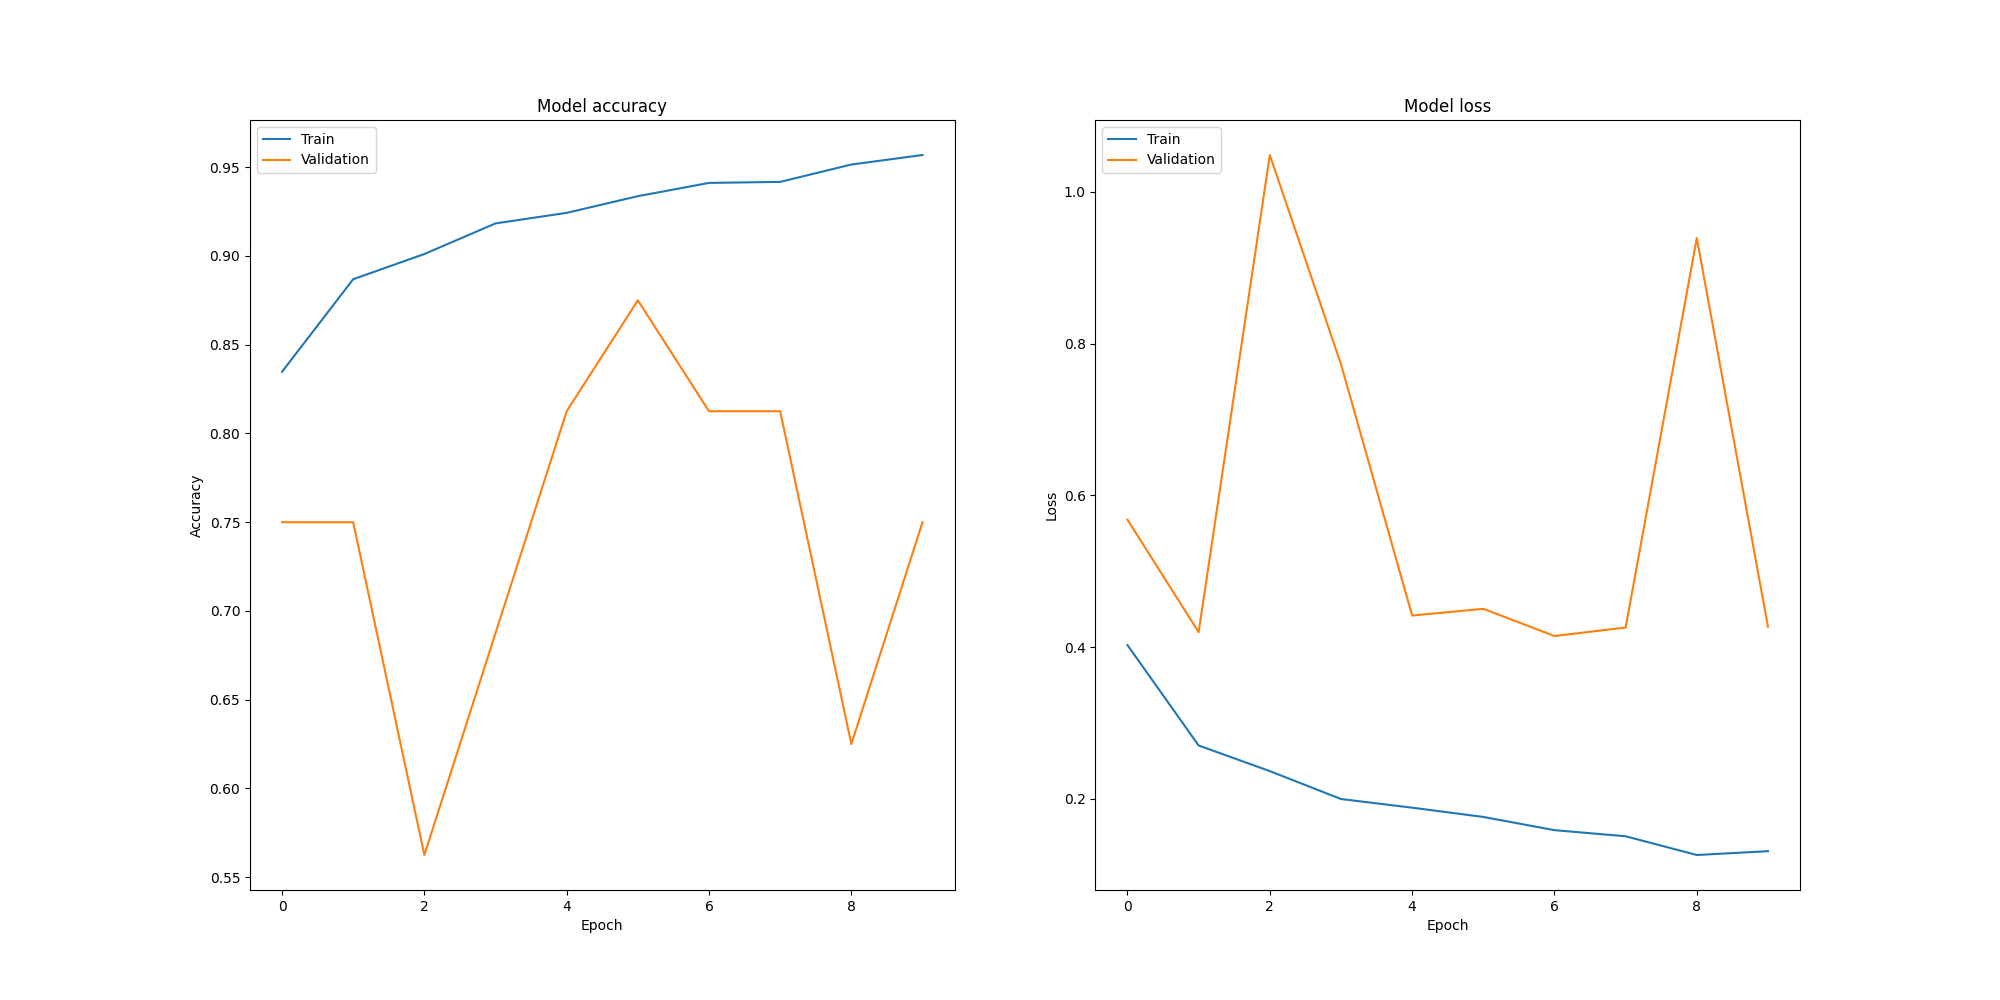 Model accuracy
Train
Validation
0.95
0.90
0.85
0.80
0.75
0.70
0.65
0.60
0.55
Accuracy
0 2 4 6 8
Epoch
Model loss
Train
Validation
1.0
0.8
0.6
0.4
0.2
Loss
0 2 4 6 8
Epoch